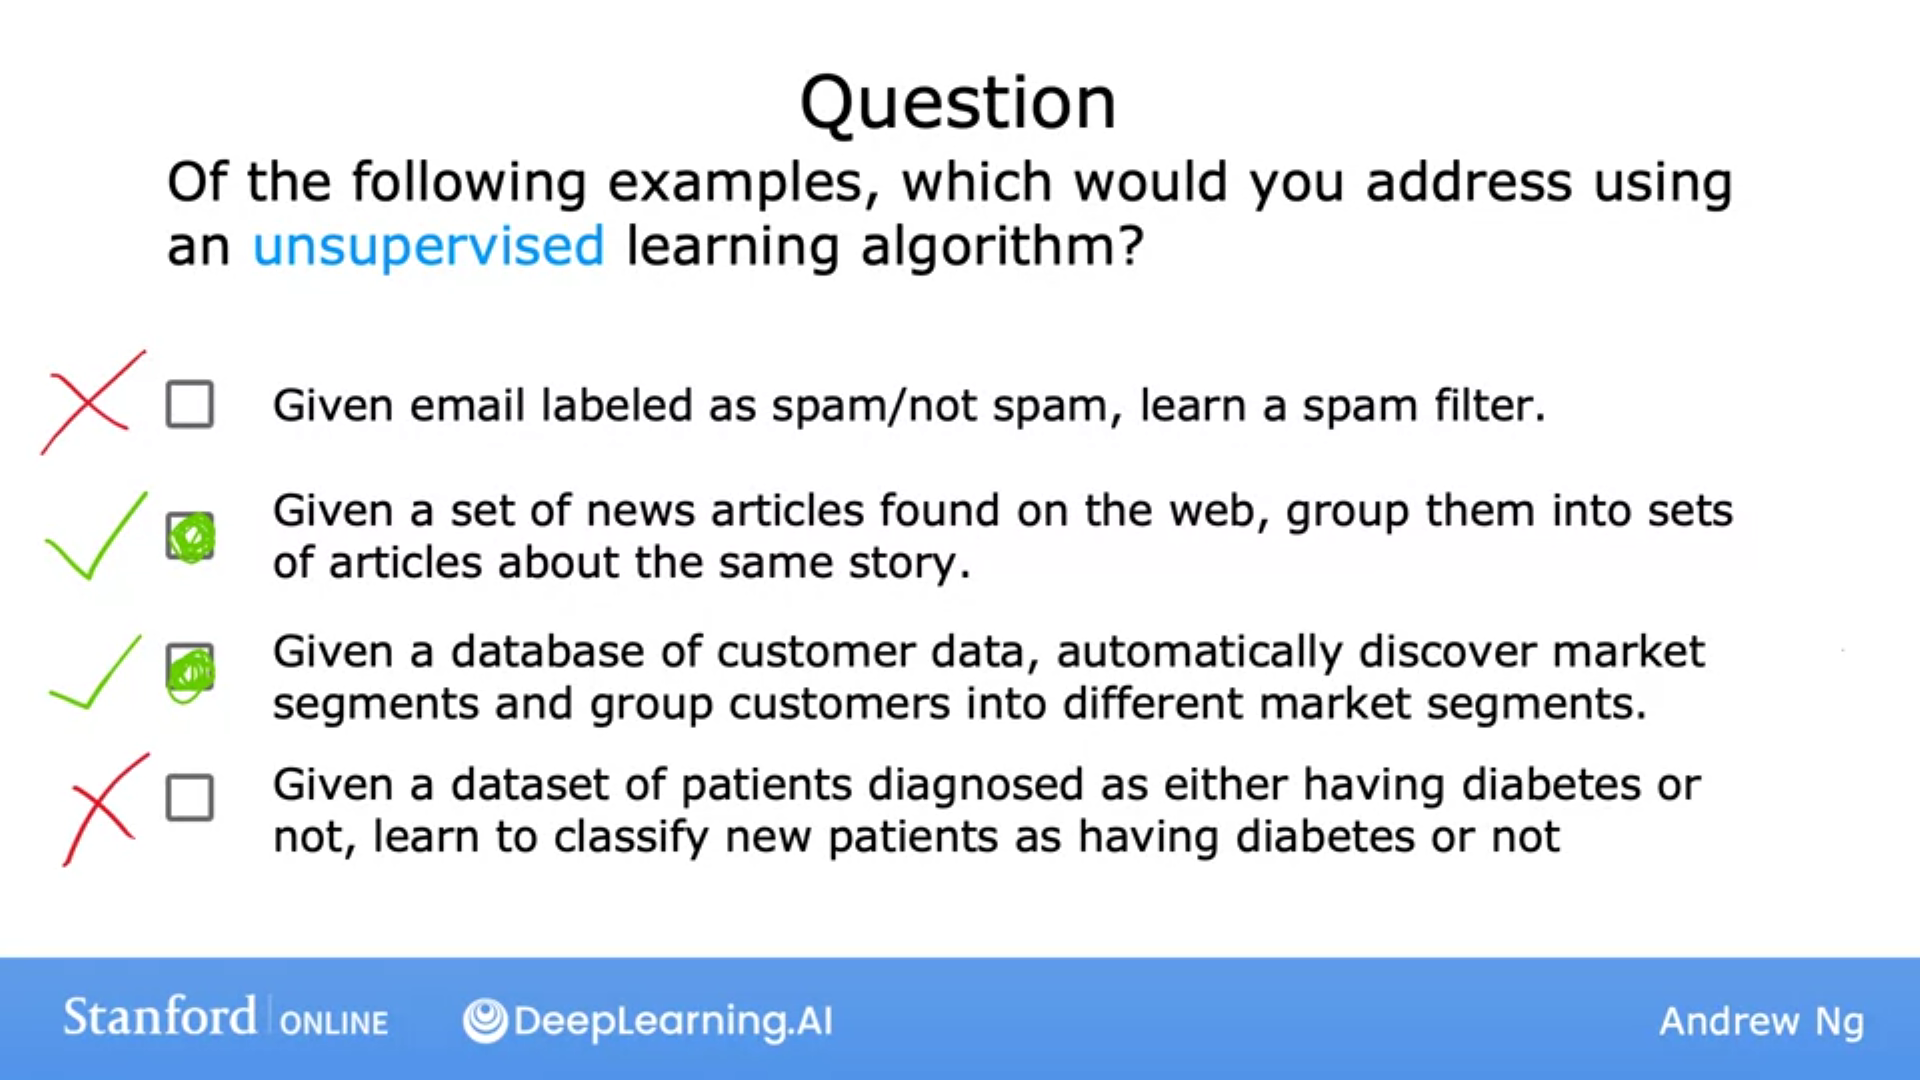 Question
Of the following examples, which would you address using
an unsupervised learning algorithm?
Given email labeled as spam/not spam, learn a spam filter.
Given a set of news articles found on the web, group them into sets
of articles about the same story.
Given a database of customer data, automatically discover market
segments and group customers into different market segments.
Given a dataset of patients diagnosed as either having diabetes or
not, learn to classify new patients as having diabetes or not
Stanford ONLINE DeepLearning.AI Andrew Ng